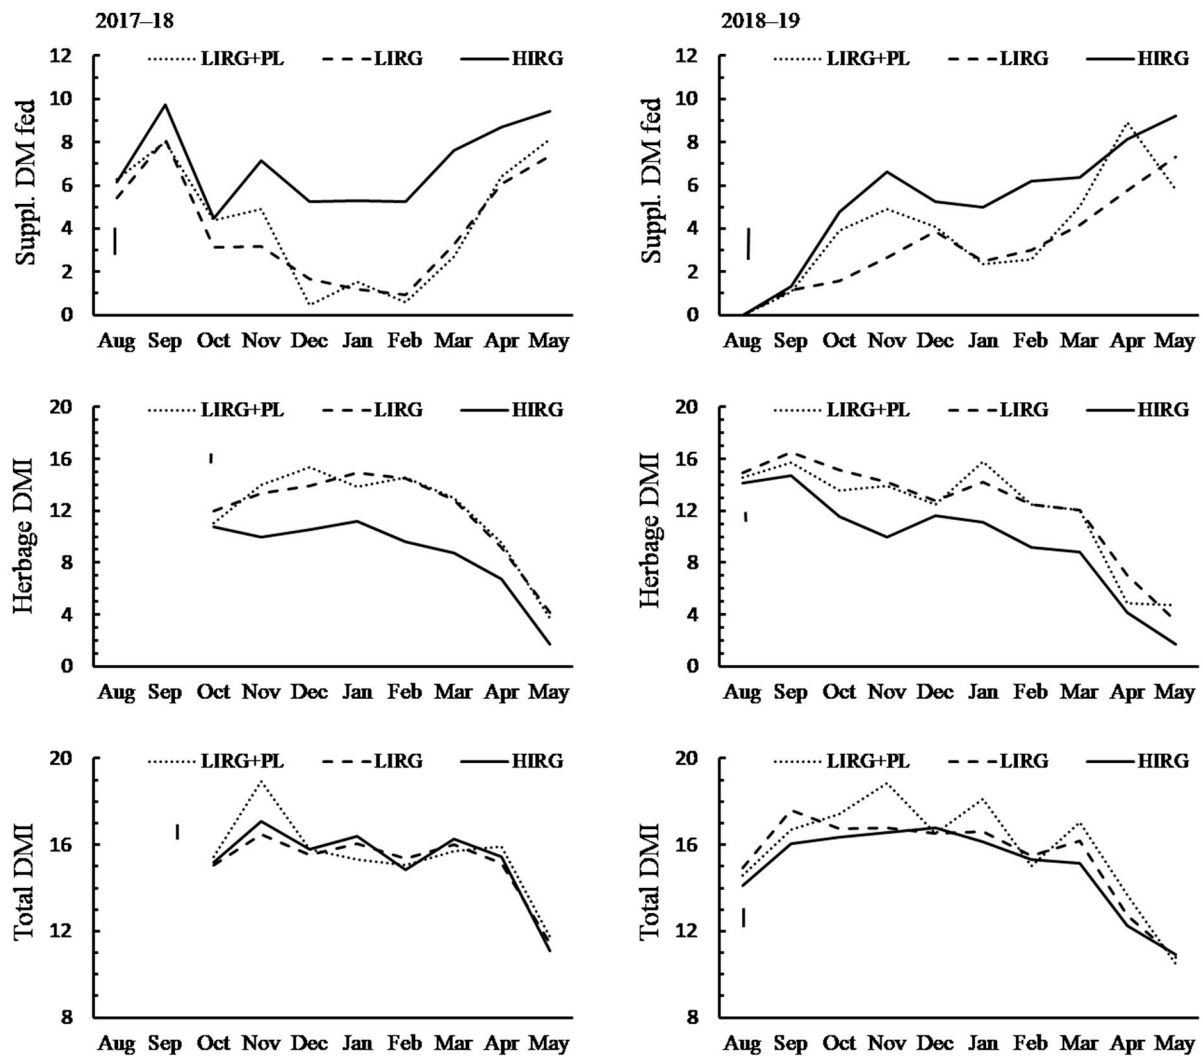 2017–18
2018–19
LIRG+PL LIRG HIRG
Suppl. DM fed
12
10
8
6
4
2
0
Aug Sep Oct Nov Dec Jan Feb Mar Apr May
LIRG+PL LIRG HIRG
Suppl. DM fed
12
10
8
6
4
2
0
Aug Sep Oct Nov Dec Jan Feb Mar Apr May
LIRG+PL LIRG HIRG
Herbage DMI
20
16
12
8
4
0
Aug Sep Oct Nov Dec Jan Feb Mar Apr May
LIRG+PL LIRG HIRG
Herbage DMI
20
16
12
8
4
0
Aug Sep Oct Nov Dec Jan Feb Mar Apr May
LIRG+PL LIRG HIRG
Total DMI
20
16
12
8
Aug Sep Oct Nov Dec Jan Feb Mar Apr May
LIRG+PL LIRG HIRG
Total DMI
20
16
12
8
Aug Sep Oct Nov Dec Jan Feb Mar Apr May